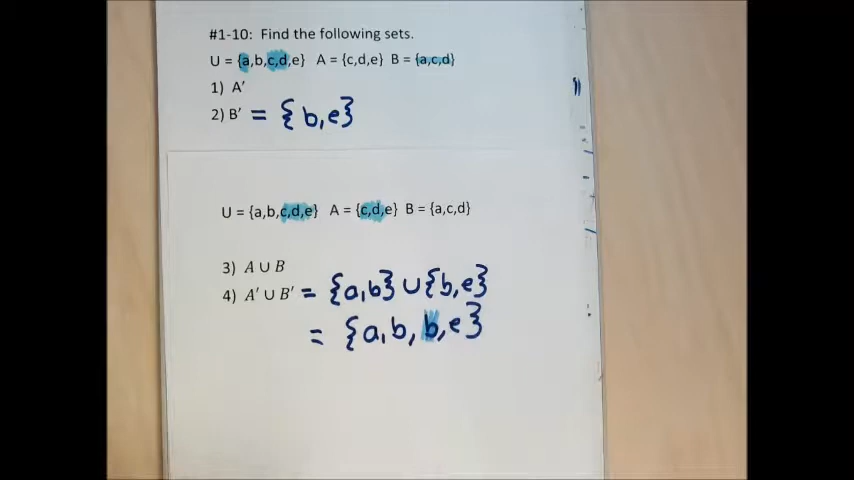 #1-10: Find the following sets.
U = {a,b,c,d,e} A = {c,d,e} B = {a,c,d}
1) A′
2) B′ = {b,e}
U = {a,b,c,d,e} A = {c,d,e} B = {a,c,d}
3) A ∪ B
4) A′ ∪ B′ = {a,b} ∪ {b,e}
= {a,b, b,e}